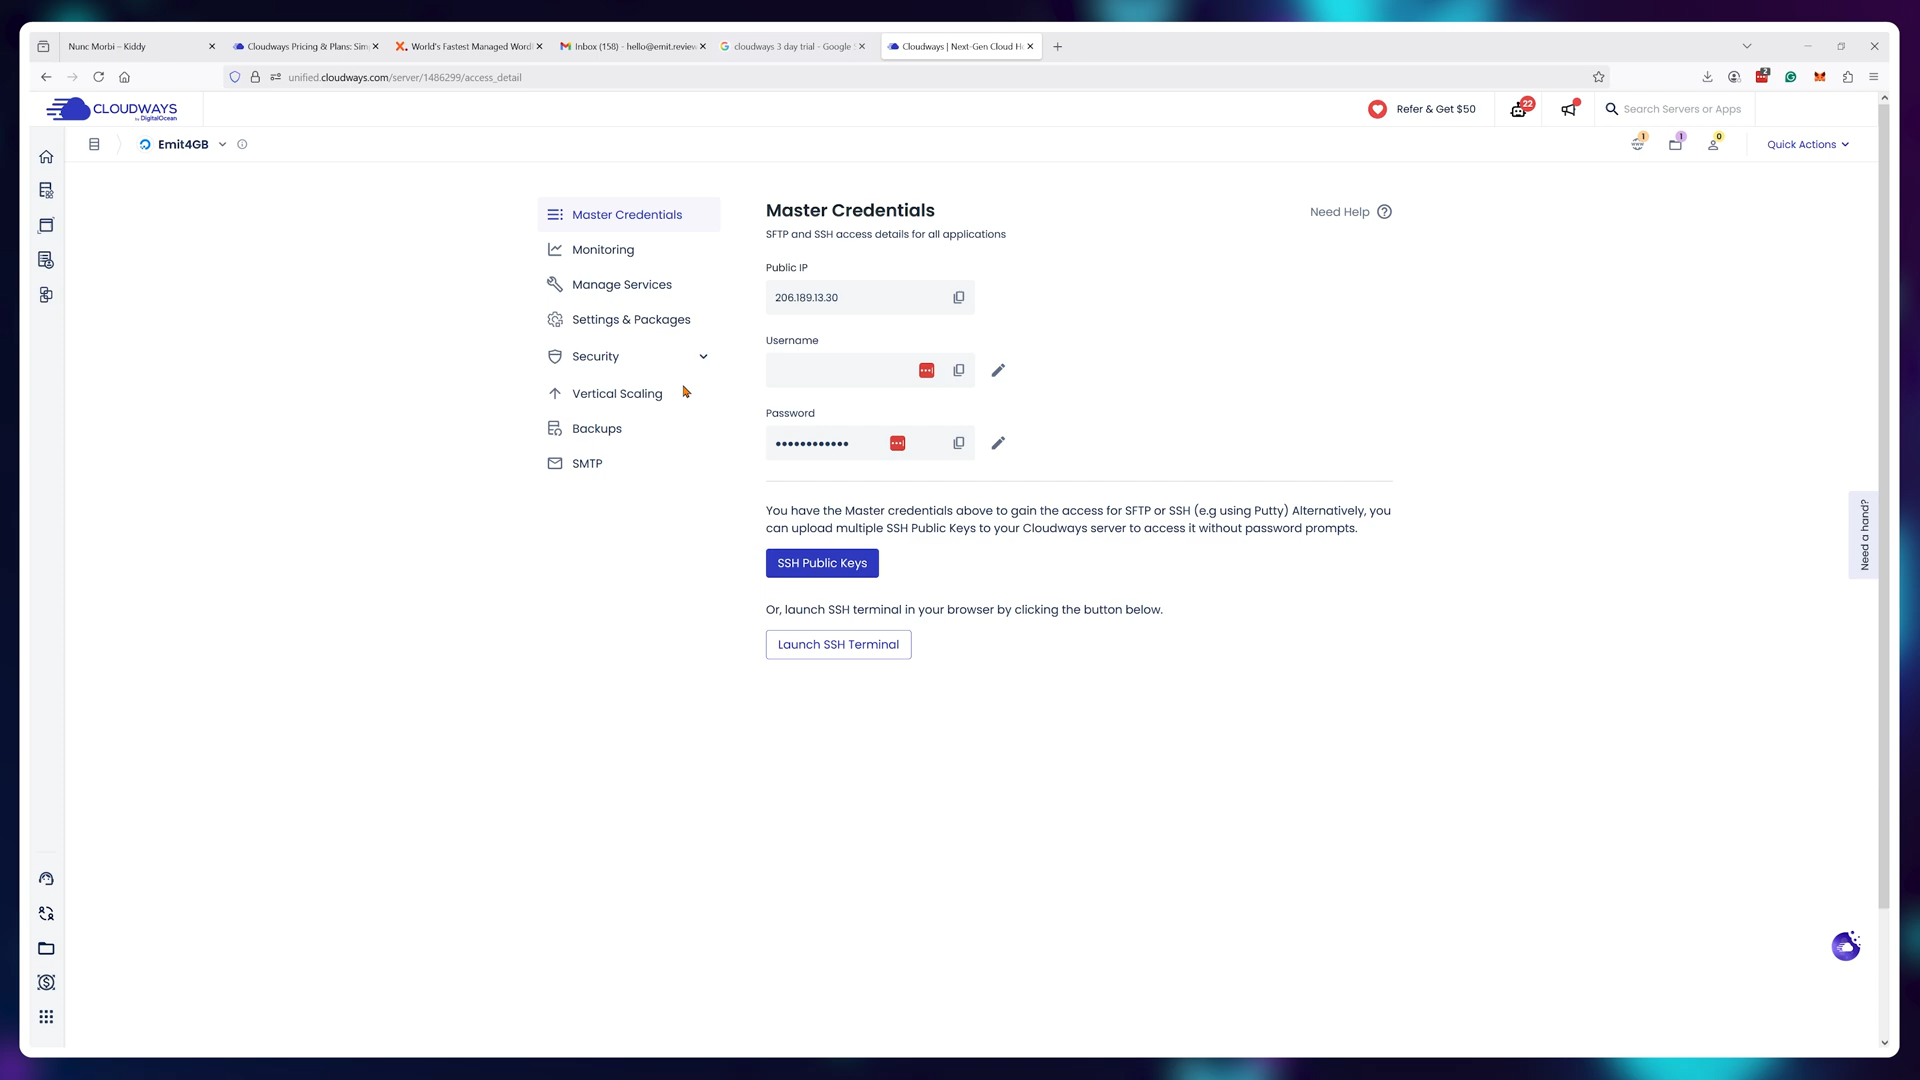 Nunc Morbi – Kiddy
Cloudways Pricing & Plans: Sim
World's Fastest Managed Word
Inbox (158) - hello@emit.review
cloudways 3 day trial - Google
Cloudways | Next-Gen Cloud H
unified.cloudways.com/server/1486299/access_detail
2
CLOUDWAYS
by DigitalOcean
Refer & Get $50
22
Search Servers or Apps
Emit4GB
1
1
0
Quick Actions
Master Credentials
Monitoring
Manage Services
Settings & Packages
Security
Vertical Scaling
Backups
SMTP
Master Credentials
Need Help
SFTP and SSH access details for all applications
Public IP
206.189.13.30
Username
Password
••••••••••••
You have the Master credentials above to gain the access for SFTP or SSH (e.g using Putty) Alternatively, you
can upload multiple SSH Public Keys to your Cloudways server to access it without password prompts.
SSH Public Keys
Or, launch SSH terminal in your browser by clicking the button below.
Launch SSH Terminal
Need a hand?